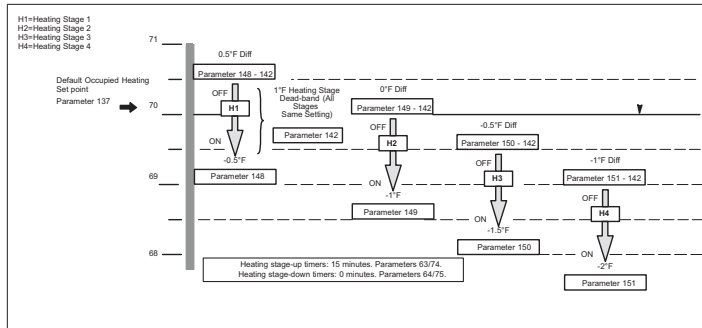 H1=Heating Stage 1
H2=Heating Stage 2
H3=Heating Stage 3
H4=Heating Stage 4
71
0.5°F Diff
Parameter 148 - 142
Default Occupied Heating
Set point
Parameter 137
70
OFF
H1
ON
-0.5°F
Parameter 148
1°F Heating Stage
Dead-band (All
Stages
Same Setting)
Parameter 142
0°F Diff
Parameter 149 - 142
OFF
H2
ON
-1°F
Parameter 149
-0.5°F Diff
Parameter 150 - 142
OFF
H3
ON
-1.5°F
Parameter 150
-1° Diff
Parameter 151 - 142
OFF
H4
ON
-2°F
Parameter 151
69
68
Heating stage-up timers: 15 minutes. Parameters 63/74.
Heating stage-down timers: 0 minutes. Parameters 64/75.